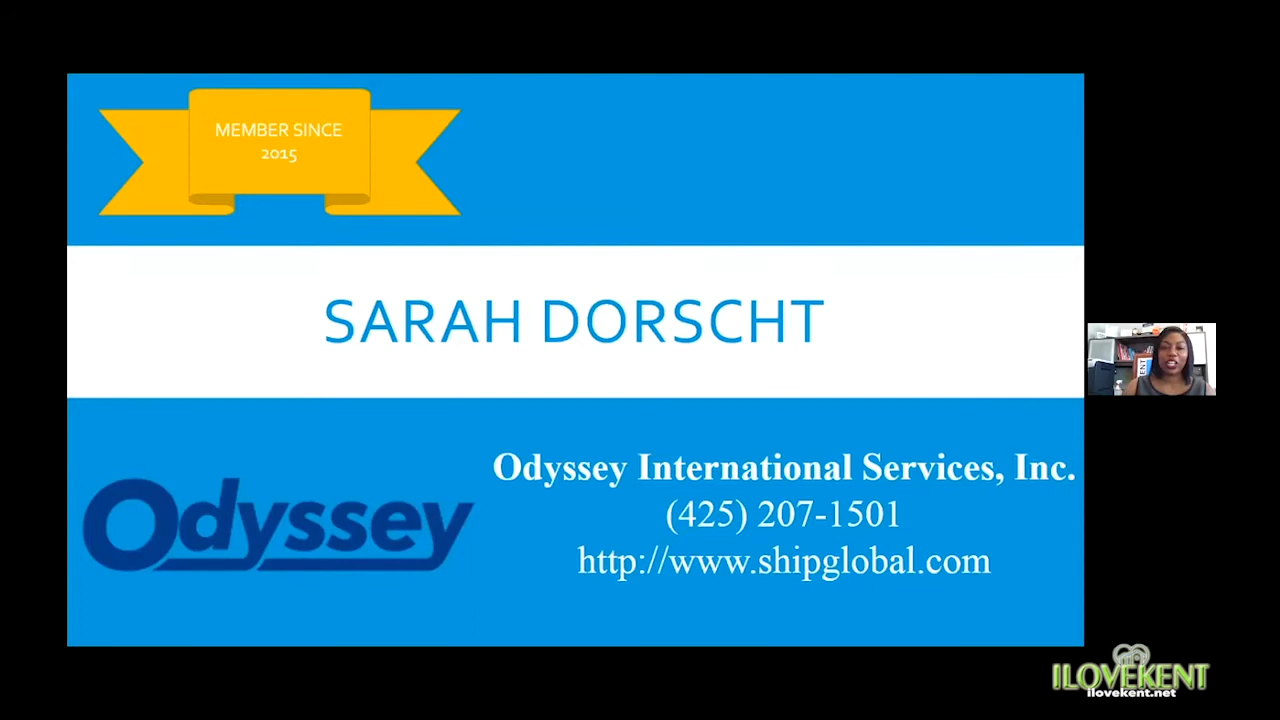 MEMBER SINCE
2015
SARAH DORSCHT
Odyssey
Odyssey International Services, Inc.
(425) 207-1501
http://www.shipglobal.com
ENT
ILOVEKENT
ilovekent.net